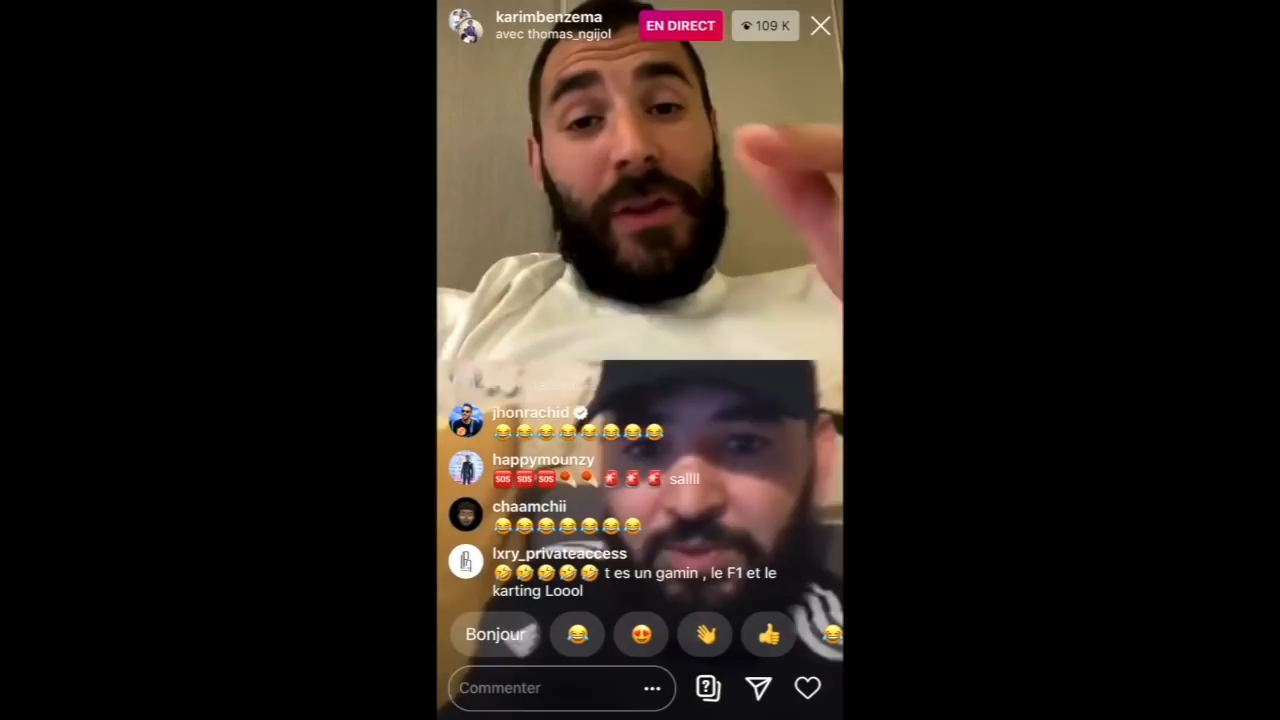 karimbenzema
avec thomas_ngijol
EN DIRECT
109 K
jhonrachid
😂😂😂😂😂😂😂😂
happymounzy
🆘🆘🆘🏓🏓🚨🚨🚨 sallll
chaamchii
😂😂😂😂😂😂😂
lxry_privateaccess
🤣🤣🤣🤣🤣 t es un gamin , le F1 et le
karting Loool
Bonjour
Commenter